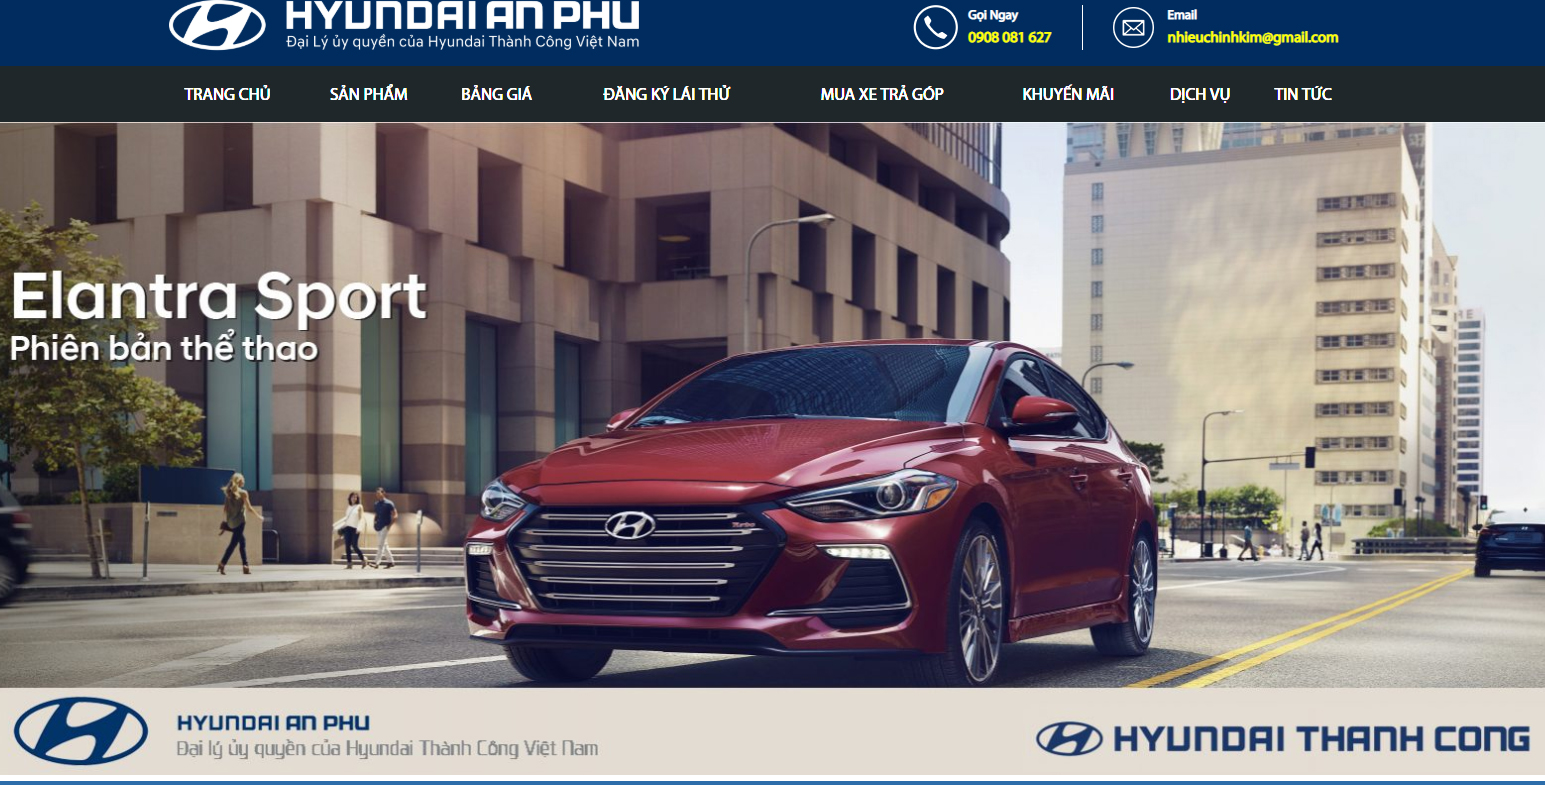 HYUNDAI AN PHU
Đại Lý ủy quyền của Hyundai Thành Công Việt Nam
Gọi Ngay
0908 081 627
Email
nhieuchinhkim@gmail.com
TRANG CHỦ SẢN PHẨM BẢNG GIÁ ĐĂNG KÝ LÁI THỬ MUA XE TRẢ GÓP KHUYẾN MÃI DỊCH VỤ TIN TỨC
Elantra Sport
Phiên bản thể thao
Turbo
HYUNDAI AN PHU
Đại lý ủy quyền của Hyundai Thành Công Việt Nam
HYUNDAI THANH CONG